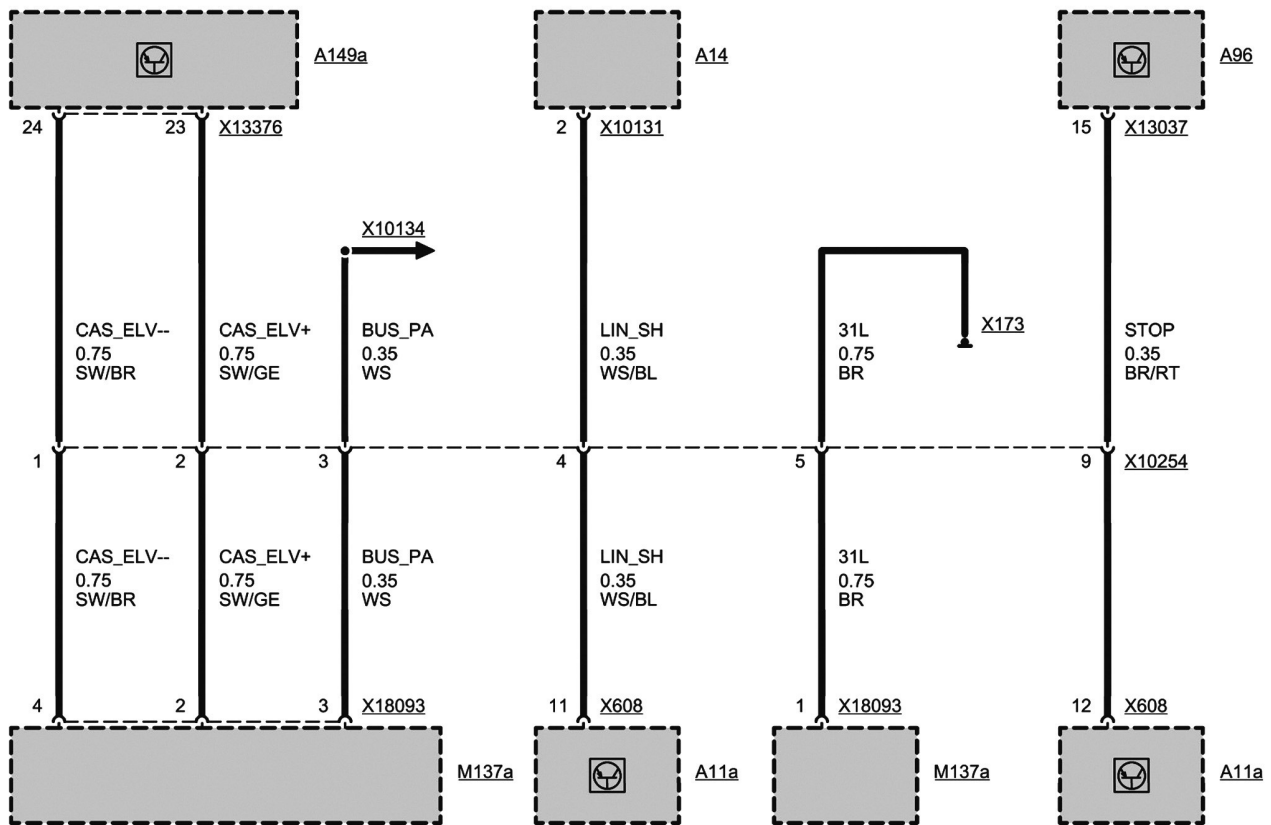 A149a
A14
A96
24
23
X13376
2
X10131
15
X13037
X10134
X173
CAS_ELV--
0.75
SW/BR
CAS_ELV+
0.75
SW/GE
BUS_PA
0.35
WS
LIN_SH
0.35
WS/BL
31L
0.75
BR
STOP
0.35
BR/RT
1
2
3
4
5
9
X10254
CAS_ELV--
0.75
SW/BR
CAS_ELV+
0.75
SW/GE
BUS_PA
0.35
WS
LIN_SH
0.35
WS/BL
31L
0.75
BR
4
2
3
X18093
11
X608
1
X18093
12
X608
M137a
A11a
M137a
A11a